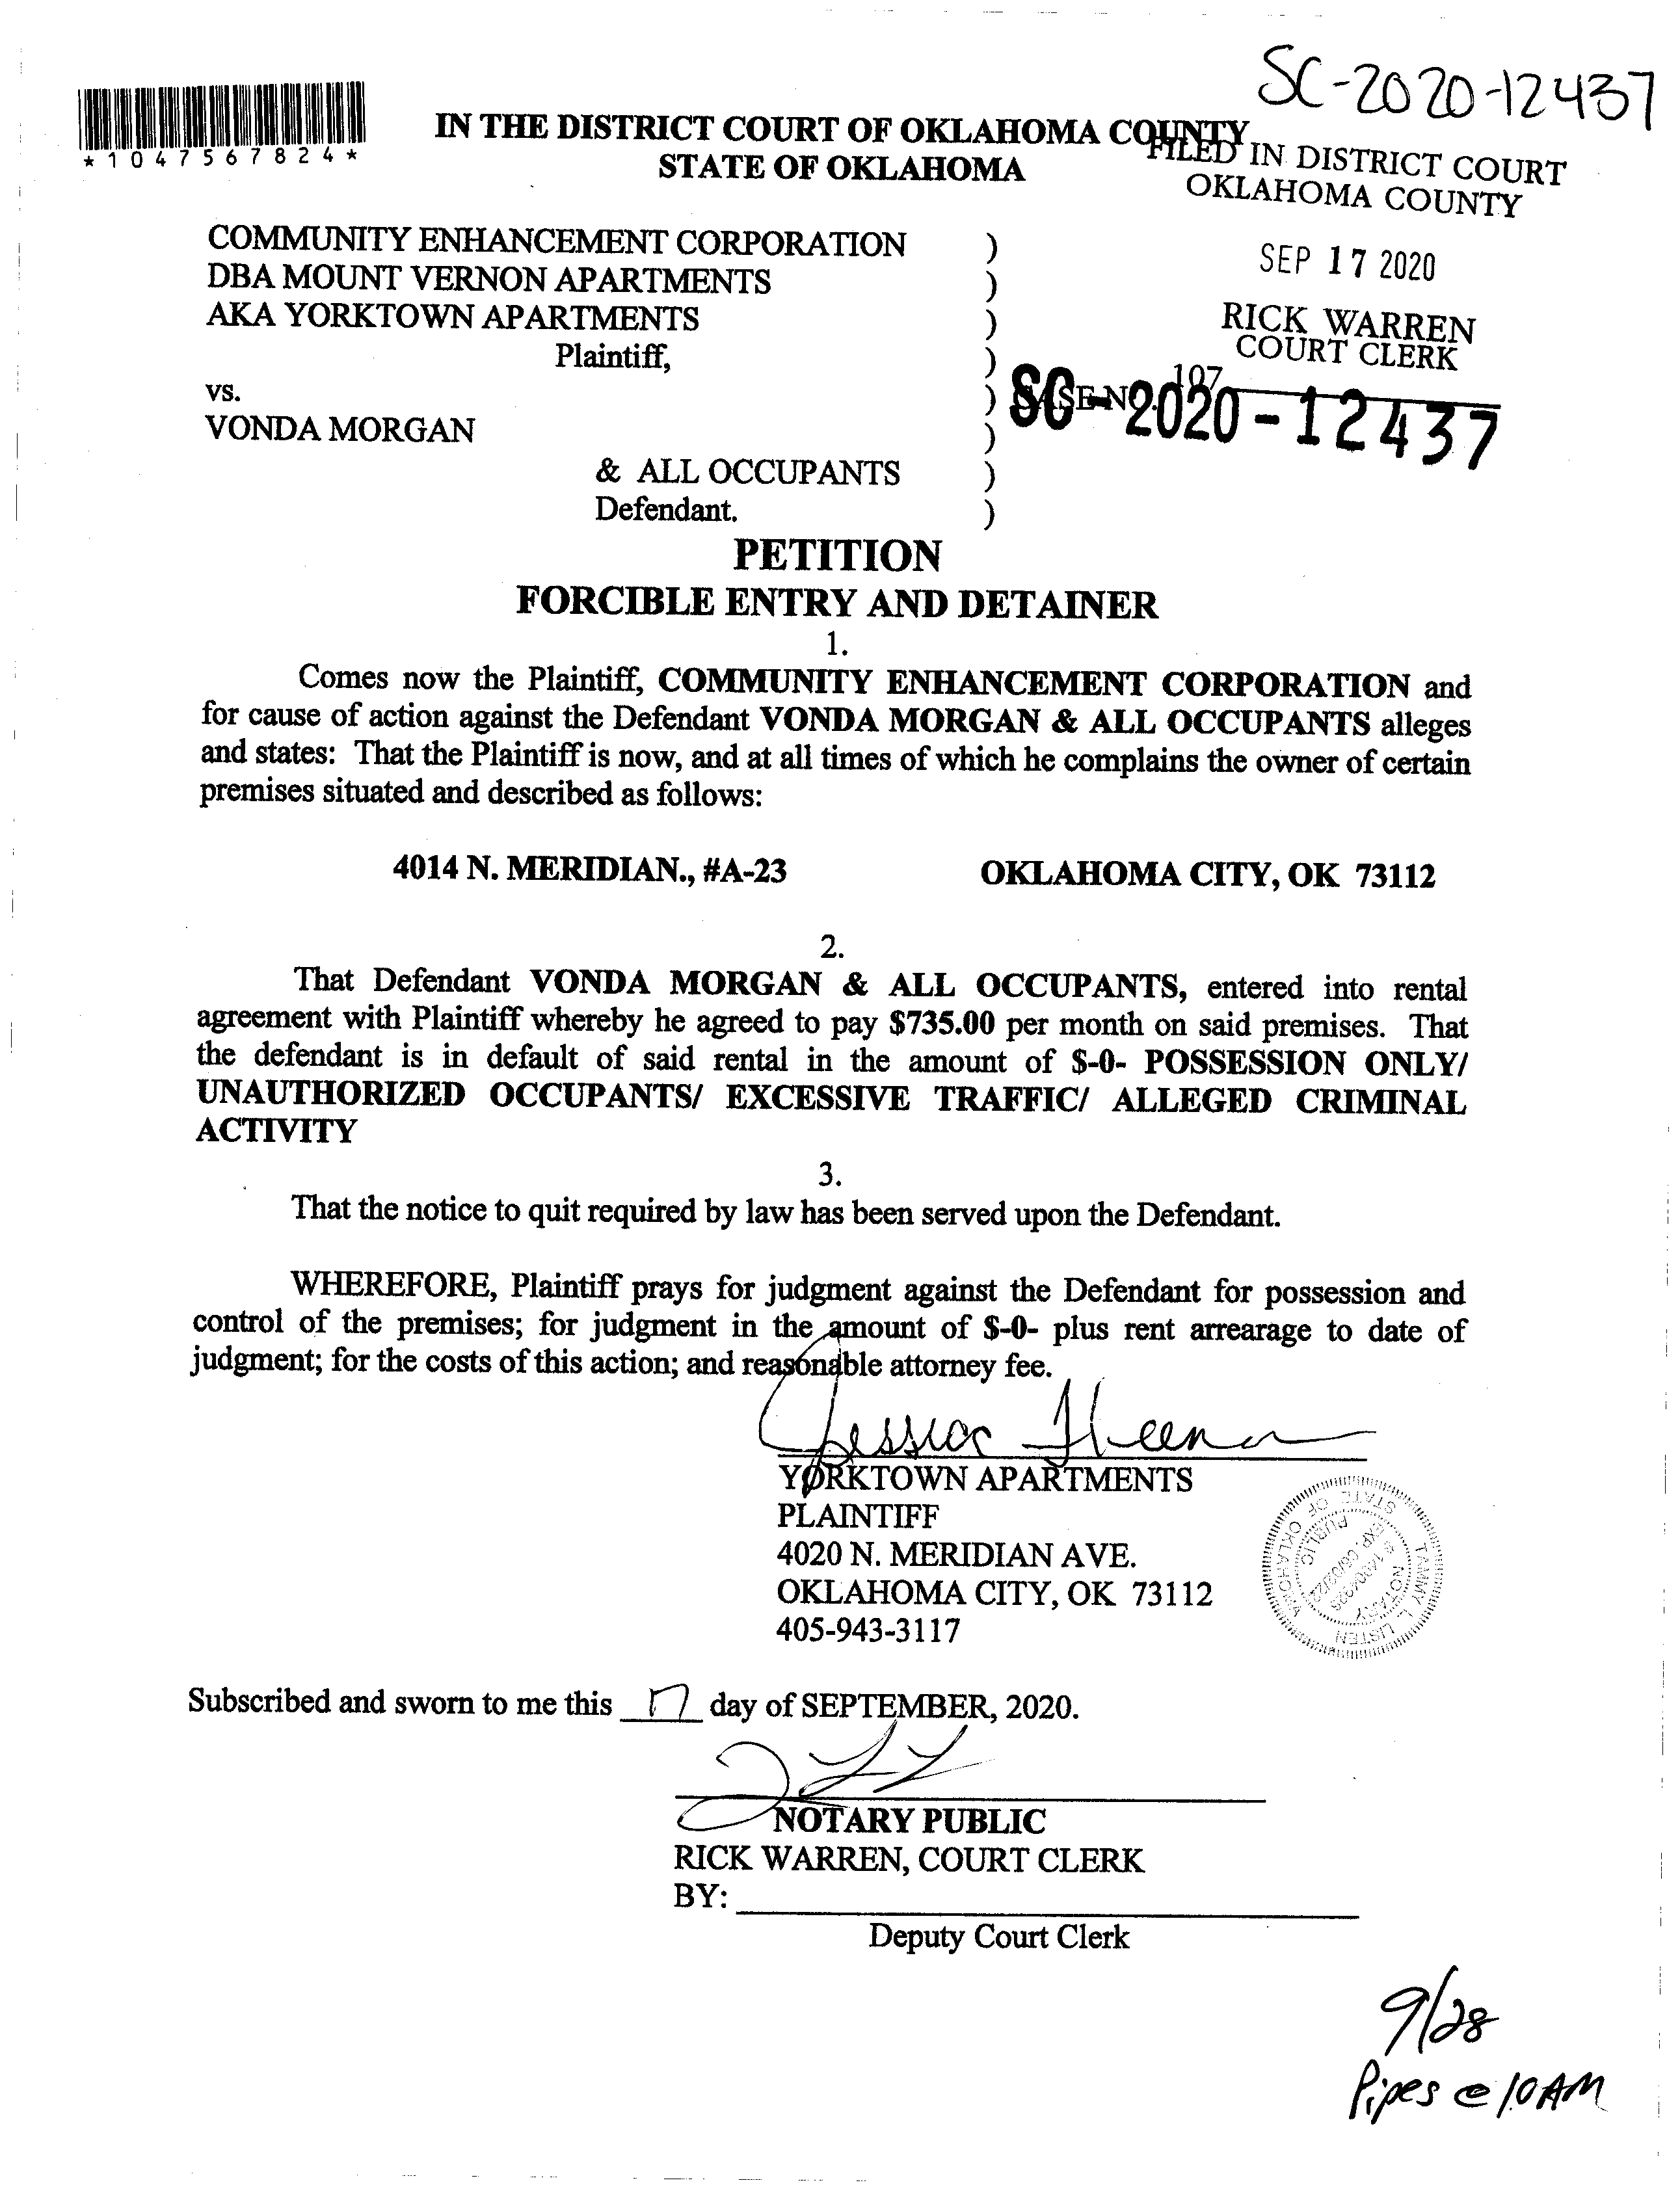 SC-2020-12437
*1047567824*
IN THE DISTRICT COURT OF OKLAHOMA COUNTY
STATE OF OKLAHOMA
FILED IN DISTRICT COURT
OKLAHOMA COUNTY
SEP 17 2020
RICK WARREN
COURT CLERK
107
COMMUNITY ENHANCEMENT CORPORATION )
DBA MOUNT VERNON APARTMENTS )
AKA YORKTOWN APARTMENTS )
Plaintiff, )
vs. ) CASE NO.
SC-2020-12437
VONDA MORGAN )
& ALL OCCUPANTS )
Defendant. )
PETITION
FORCIBLE ENTRY AND DETAINER
1.
Comes now the Plaintiff, COMMUNITY ENHANCEMENT CORPORATION and
for cause of action against the Defendant VONDA MORGAN & ALL OCCUPANTS alleges
and states: That the Plaintiff is now, and at all times of which he complains the owner of certain
premises situated and described as follows:
4014 N. MERIDIAN., #A-23 OKLAHOMA CITY, OK 73112
2.
That Defendant VONDA MORGAN & ALL OCCUPANTS, entered into rental
agreement with Plaintiff whereby he agreed to pay $735.00 per month on said premises. That
the defendant is in default of said rental in the amount of $-0- POSSESSION ONLY/
UNAUTHORIZED OCCUPANTS/ EXCESSIVE TRAFFIC/ ALLEGED CRIMINAL
ACTIVITY
3.
That the notice to quit required by law has been served upon the Defendant.
WHEREFORE, Plaintiff prays for judgment against the Defendant for possession and
control of the premises; for judgment in the amount of $-0- plus rent arrearage to date of
judgment; for the costs of this action; and reasonable attorney fee.
Jessica
YORKTOWN APARTMENTS
PLAINTIFF
4020 N. MERIDIAN AVE.
OKLAHOMA CITY, OK 73112
405-943-3117
TAMMY L. LISTEN
NOTARY
PUBLIC
STATE OF OKLAHOMA
Subscribed and sworn to me this 17 day of SEPTEMBER, 2020.
NOTARY PUBLIC
RICK WARREN, COURT CLERK
BY:
Deputy Court Clerk
9/28
Pipes @ 10AM